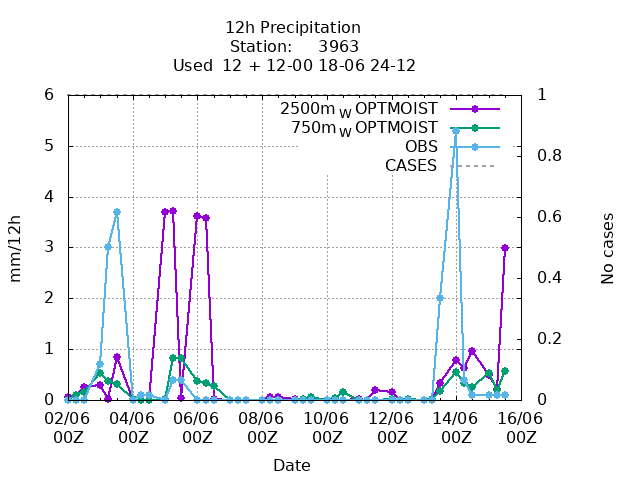 12h Precipitation
Station: 3963
Used 12 + 12-00 18-06 24-12
2500m W OPTMOIST
750m W OPTMOIST
OBS
CASES
mm/12h
6
5
4
3
2
1
0
No cases
1
0.8
0.6
0.4
0.2
0
02/06 04/06 06/06 08/06 10/06 12/06 14/06 16/06
00Z 00Z 00Z 00Z 00Z 00Z 00Z 00Z
Date